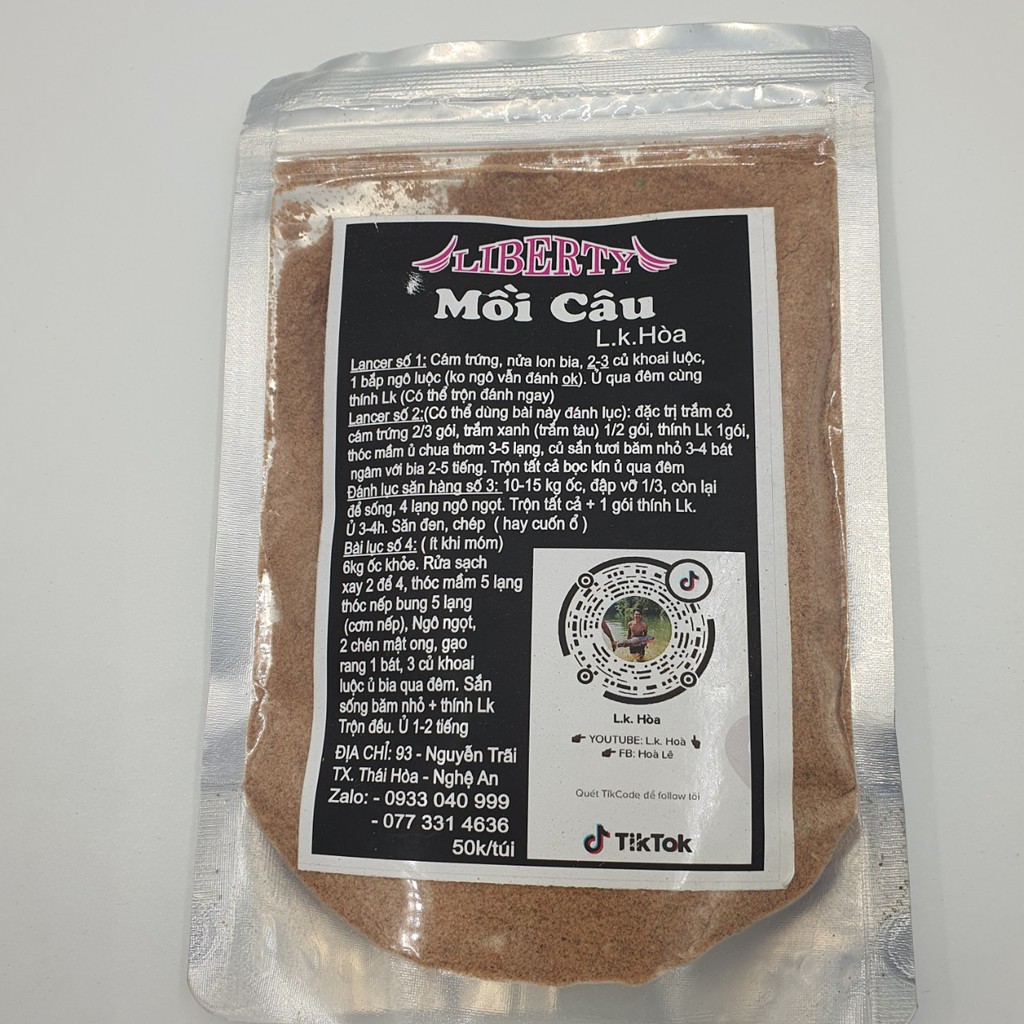 LIBERTY
Mồi Câu
L.k.Hòa
Lancer số 1: Cám trứng, nửa lon bia, 2-3 củ khoai luộc,
1 bắp ngô luộc (ko ngô vẫn đánh ok). Ủ qua đêm cùng
thính Lk (Có thể trộn đánh ngay)
Lancer số 2:(Có thể dùng bài này đánh lục): đặc trị trắm cỏ
cám trứng 2/3 gói, trắm xanh (trắm tàu) 1/2 gói, thính Lk 1gói,
thóc mầm ủ chua thơm 3-5 lạng, củ sắn tươi băm nhỏ 3-4 bát
ngâm với bia 2-5 tiếng. Trộn tất cả bọc kín ủ qua đêm
Đánh lục săn hàng số 3: 10-15 kg ốc, đập vỡ 1/3, còn lại
để sống, 4 lạng ngô ngọt. Trộn tất cả + 1 gói thính Lk.
Ủ 3-4h. Săn đen, chép ( hay cuốn ổ )
Bài lục số 4: ( ít khi móm)
6kg ốc khỏe. Rửa sạch
xay 2 để 4, thóc mầm 5 lạng
thóc nếp bung 5 lạng
(cơm nếp), Ngô ngọt,
2 chén mật ong, gạo
rang 1 bát, 3 củ khoai
luộc ủ bia qua đêm. Sắn
sống băm nhỏ + thính Lk
Trộn đều. Ủ 1-2 tiếng
ĐỊA CHỈ: 93 - Nguyễn Trãi
TX. Thái Hòa - Nghệ An
Zalo: - 0933 040 999
- 077 331 4636
50k/túi
L.k. Hòa
YOUTUBE: L.k. Hoà
FB: Hoà Lê
Quét TikCode để follow tôi
TikTok